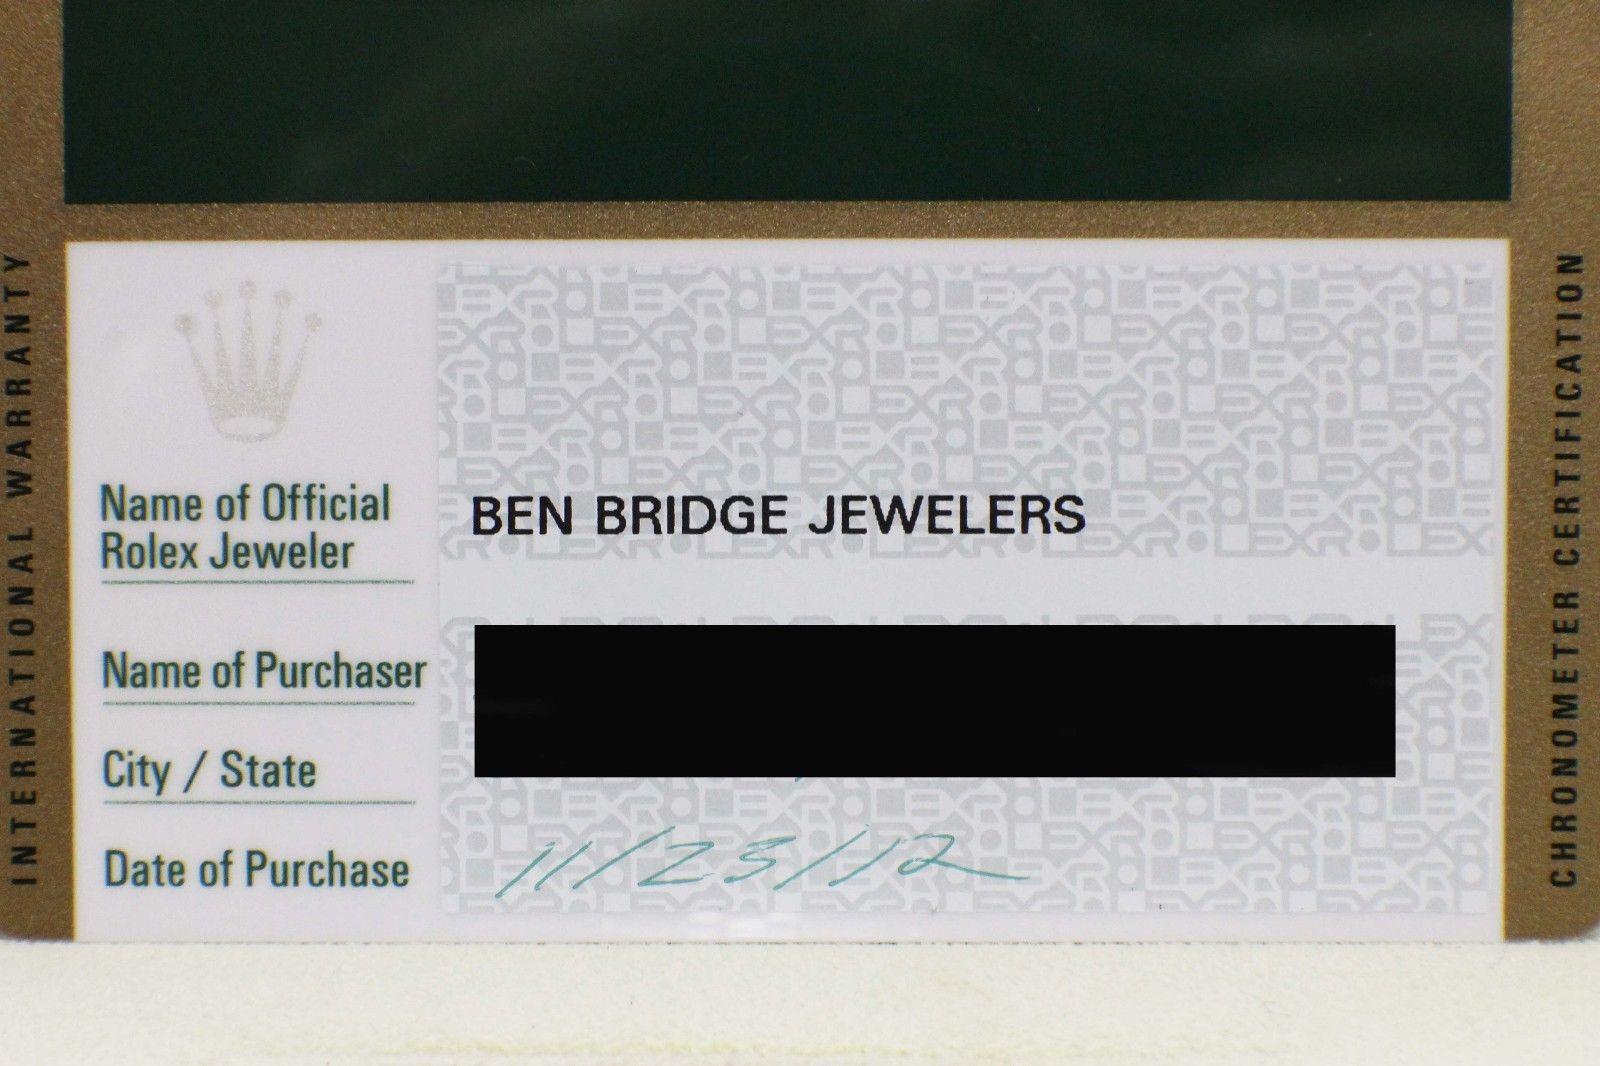 INTERNATIONAL WARRANTY
Name of Official
Rolex Jeweler
BEN BRIDGE JEWELERS
Name of Purchaser
City / State
Date of Purchase
11/23/12
CHRONOMETER CERTIFICATION